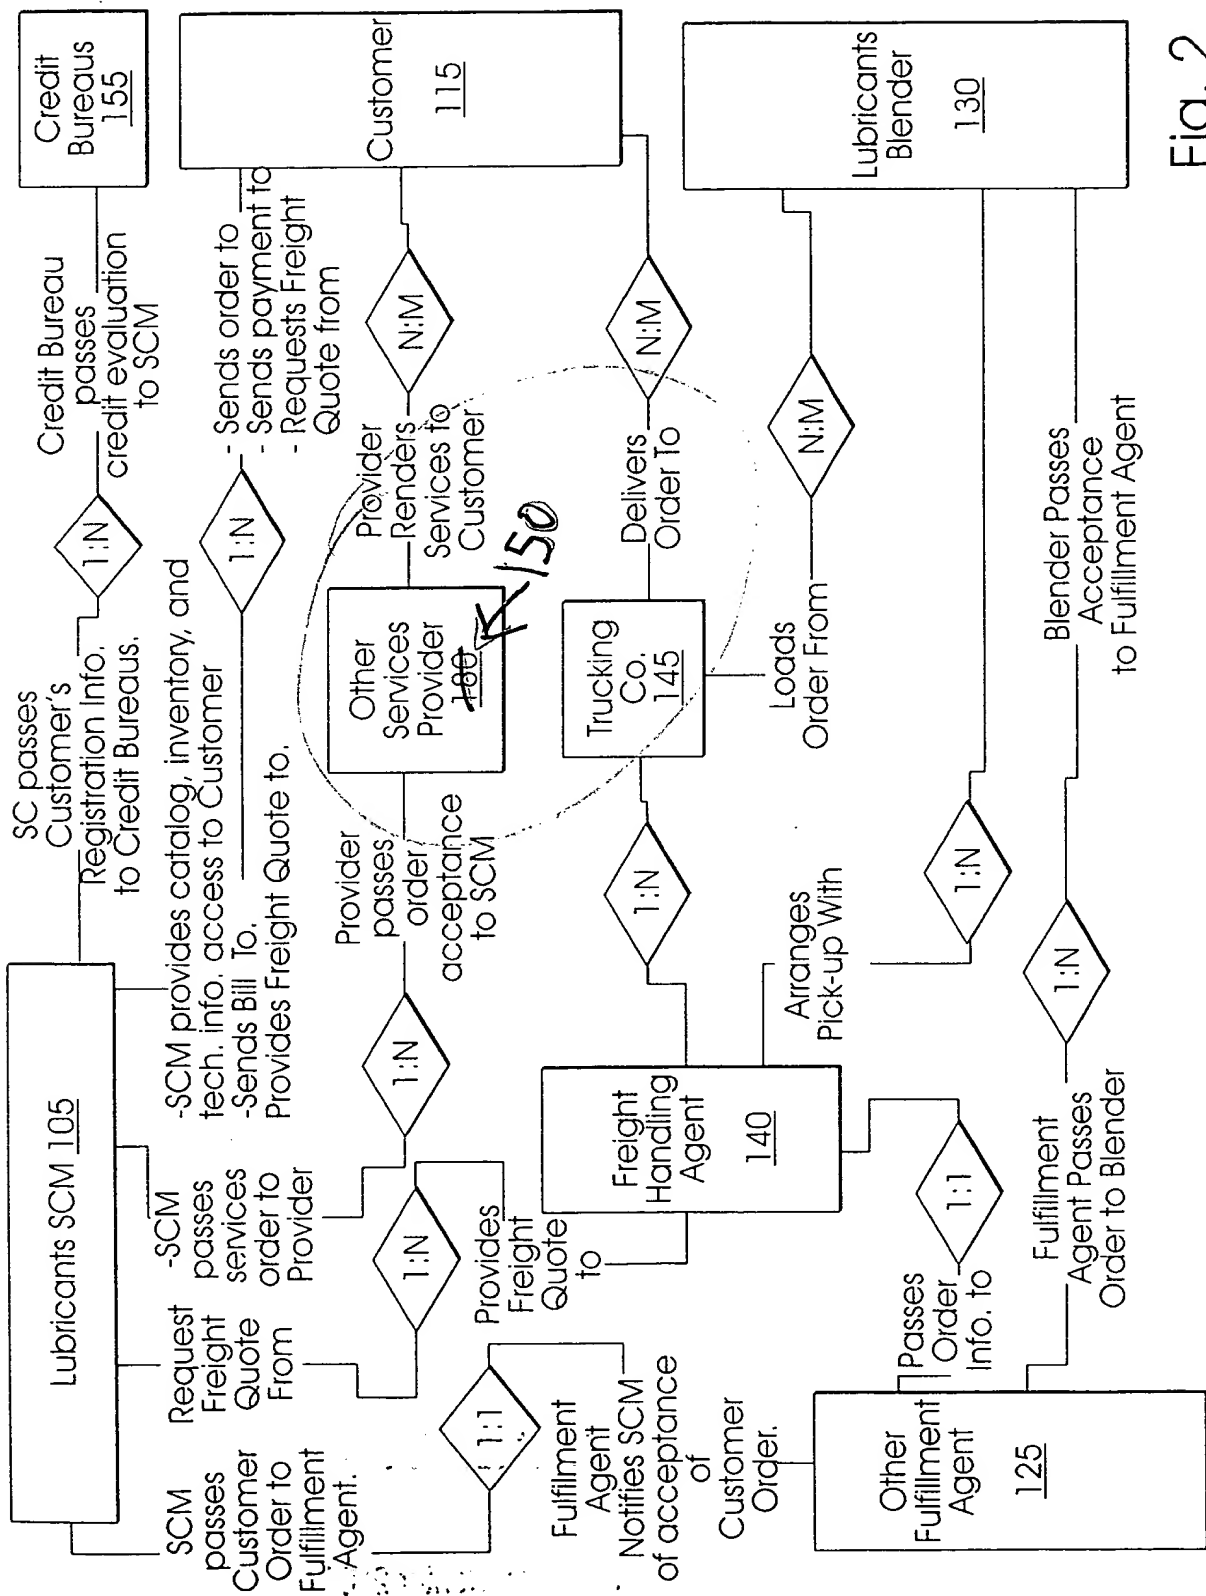 Lubricants SCM 105
SC passes
Customer's
Registration Info.
to Credit Bureaus.
1:N
Credit Bureau
passes
credit evaluation
to SCM
Credit
Bureaus
155
-SCM provides catalog, inventory, and
tech. info. access to Customer
-Sends Bill To.
Provides Freight Quote to.
1:N
- Sends order to
- Sends payment to
- Requests Freight
Quote from
Customer
115
-SCM
passes
services
order to
Provider
1:N
Provider
passes
order
acceptance
to SCM
Other
Services
Provider
180
150
Provider
Renders
Services to
Customer
N:M
Request
Freight
Quote
From
1:N
Provides
Freight
Quote
to
Freight
Handling
Agent
140
1:N
Trucking
Co.
145
Delivers
Order To
N:M
Loads
Order From
N:M
Lubricants
Blender
130
Arranges
Pick-up With
1:N
SCM
passes
Customer
Order to
Fulfillment
Agent.
1:1
Fulfillment
Agent
Notifies SCM
of acceptance
of
Customer
Order.
Other
Fulfillment
Agent
125
Passes
Order
Info. to
1:1
Fulfillment
Agent Passes
Order to Blender
1:N
Blender Passes
Acceptance
to Fulfillment Agent
Fig. 2